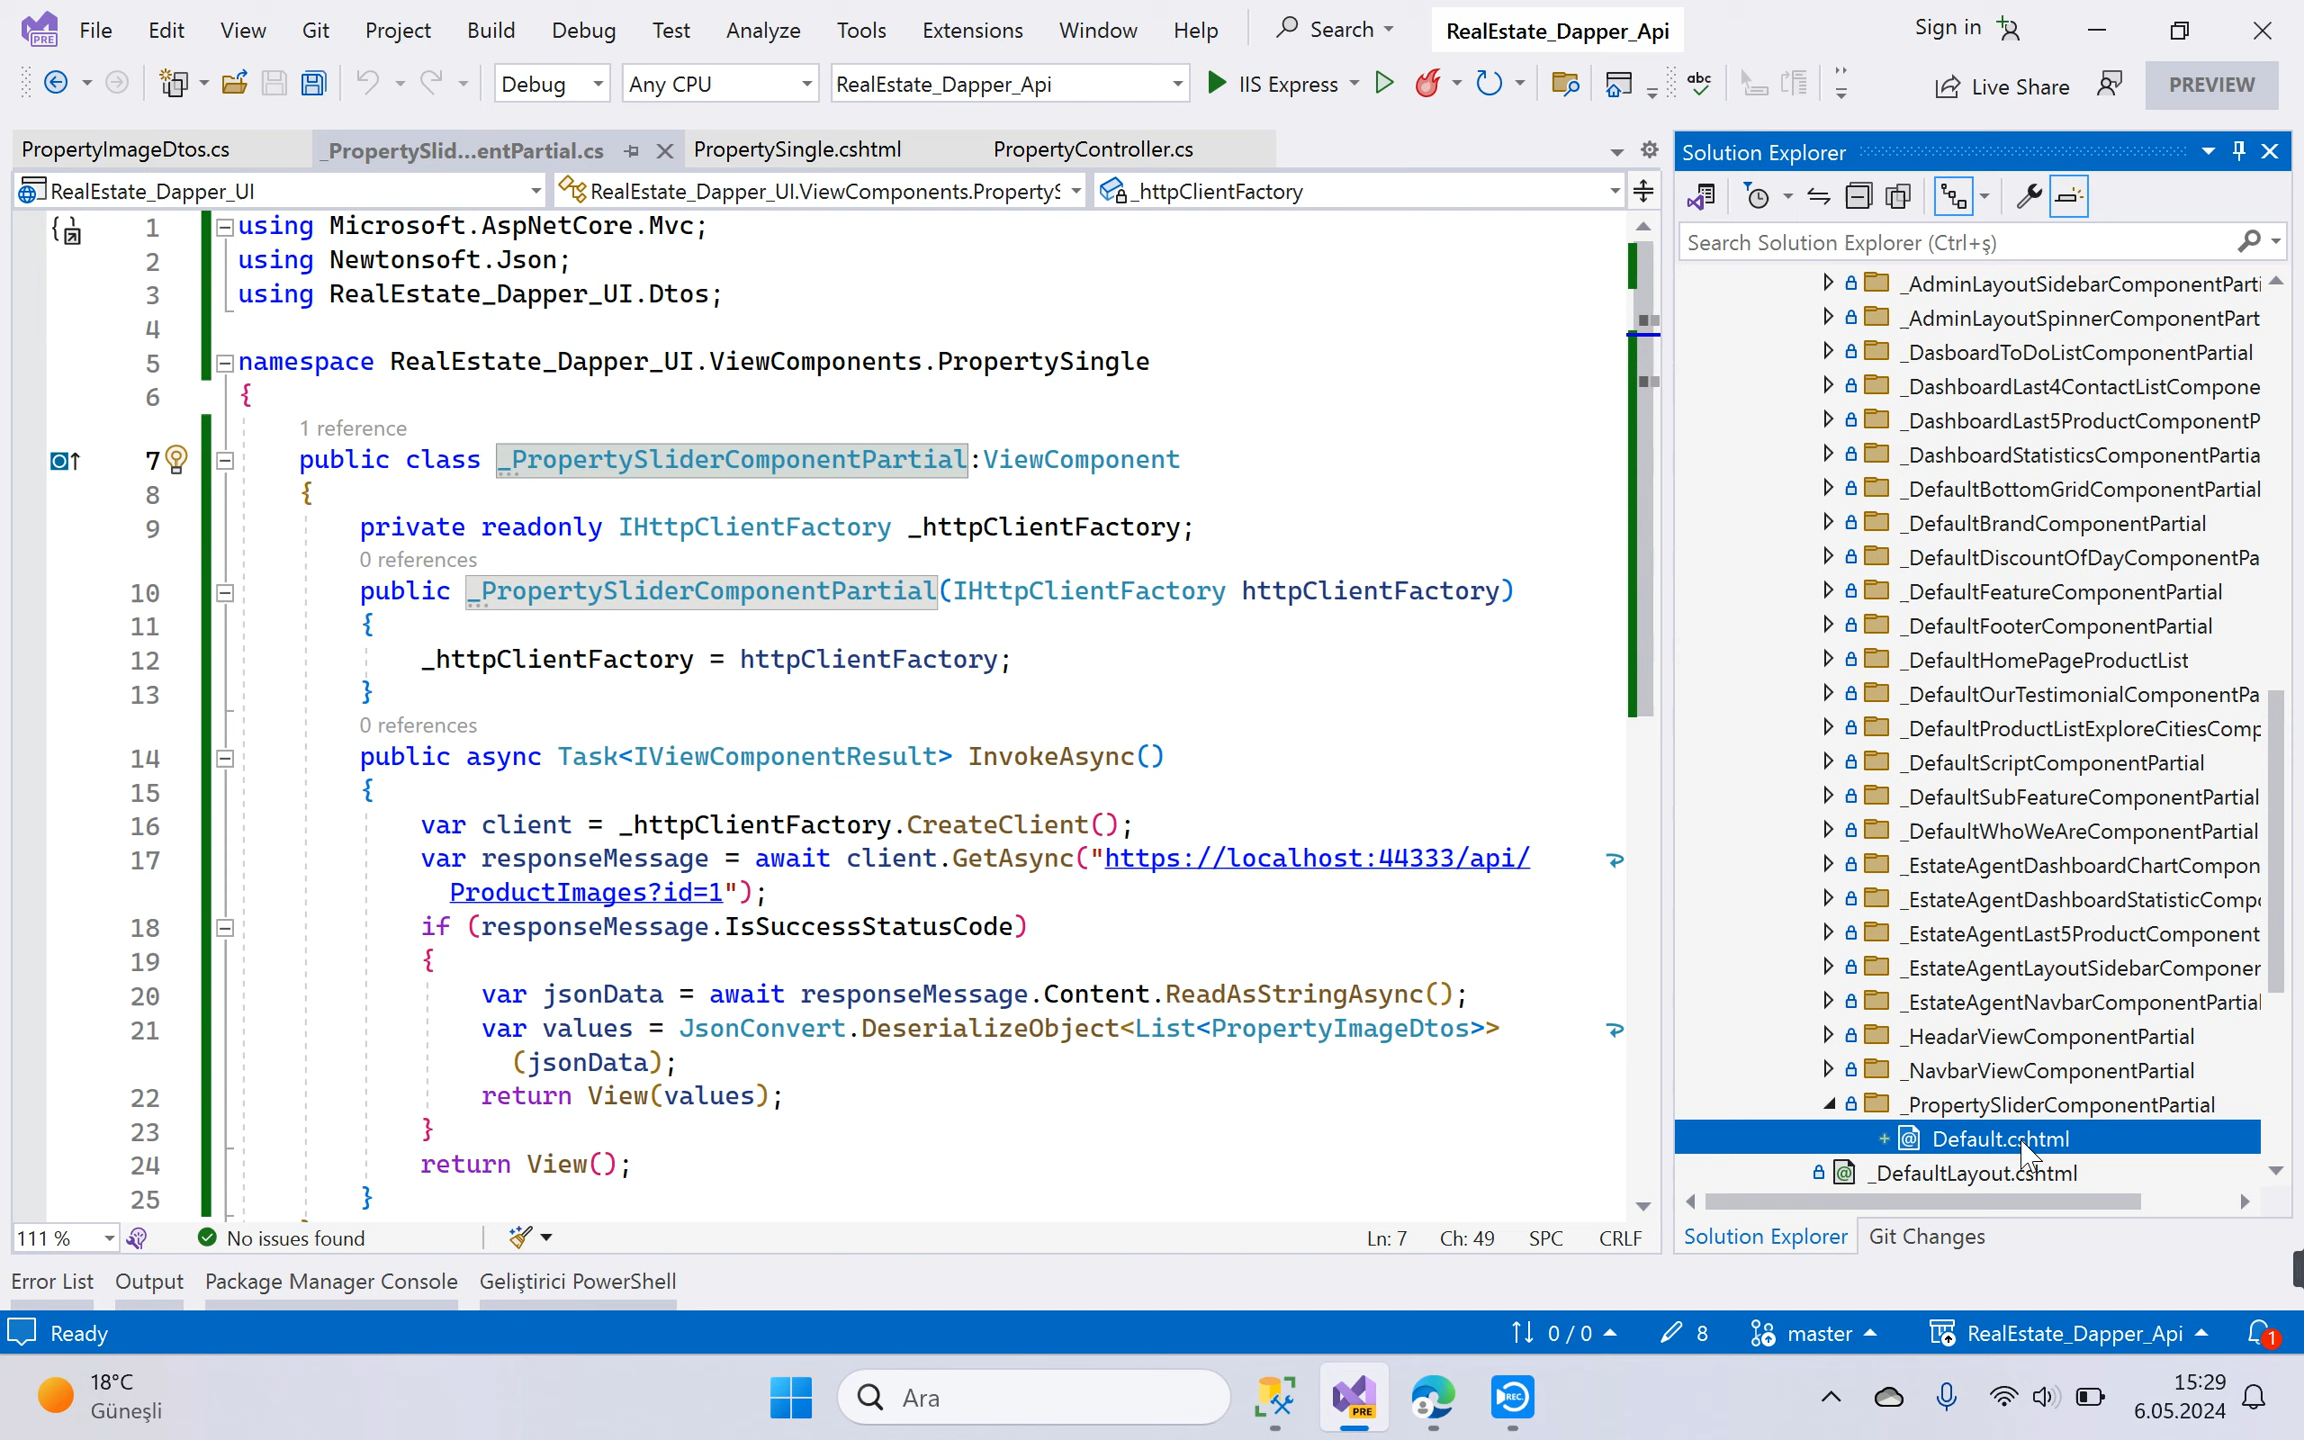 File Edit View Git Project Build Debug Test Analyze Tools Extensions Window Help Search RealEstate_Dapper_Api Sign in
Debug Any CPU RealEstate_Dapper_Api IIS Express Live Share PREVIEW
PropertyImageDtos.cs _PropertySlid...entPartial.cs PropertySingle.cshtml PropertyController.cs
RealEstate_Dapper_UI RealEstate_Dapper_UI.ViewComponents.PropertyS _httpClientFactory
1 using Microsoft.AspNetCore.Mvc;
2 using Newtonsoft.Json;
3 using RealEstate_Dapper_UI.Dtos;
4
5 namespace RealEstate_Dapper_UI.ViewComponents.PropertySingle
6 {
1 reference
7 public class _PropertySliderComponentPartial:ViewComponent
8 {
9 private readonly IHttpClientFactory _httpClientFactory;
0 references
10 public _PropertySliderComponentPartial(IHttpClientFactory httpClientFactory)
11 {
12 _httpClientFactory = httpClientFactory;
13 }
0 references
14 public async Task<IViewComponentResult> InvokeAsync()
15 {
16 var client = _httpClientFactory.CreateClient();
17 var responseMessage = await client.GetAsync("https://localhost:44333/api/
ProductImages?id=1");
18 if (responseMessage.IsSuccessStatusCode)
19 {
20 var jsonData = await responseMessage.Content.ReadAsStringAsync();
21 var values = JsonConvert.DeserializeObject<List<PropertyImageDtos>>
(jsonData);
22 return View(values);
23 }
24 return View();
25 }
111 % No issues found Ln: 7 Ch: 49 SPC CRLF
Solution Explorer
Search Solution Explorer (Ctrl+ş)
_AdminLayoutSidebarComponentParti
_AdminLayoutSpinnerComponentPart
_DasboardToDoListComponentPartial
_DashboardLast4ContactListCompone
_DashboardLast5ProductComponentP
_DashboardStatisticsComponentPartia
_DefaultBottomGridComponentPartial
_DefaultBrandComponentPartial
_DefaultDiscountOfDayComponentPa
_DefaultFeatureComponentPartial
_DefaultFooterComponentPartial
_DefaultHomePageProductList
_DefaultOurTestimonialComponentPa
_DefaultProductListExploreCitiesComp
_DefaultScriptComponentPartial
_DefaultSubFeatureComponentPartial
_DefaultWhoWeAreComponentPartial
_EstateAgentDashboardChartCompon
_EstateAgentDashboardStatisticComp
_EstateAgentLast5ProductComponent
_EstateAgentLayoutSidebarComponer
_EstateAgentNavbarComponentPartial
_HeadarViewComponentPartial
_NavbarViewComponentPartial
_PropertySliderComponentPartial
Default.cshtml
_DefaultLayout.cshtml
Solution Explorer Git Changes
Error List Output Package Manager Console Geliştirici PowerShell
Ready 0 / 0 8 master RealEstate_Dapper_Api 1
18°C
Güneşli
Ara
PRE
REC
15:29
6.05.2024